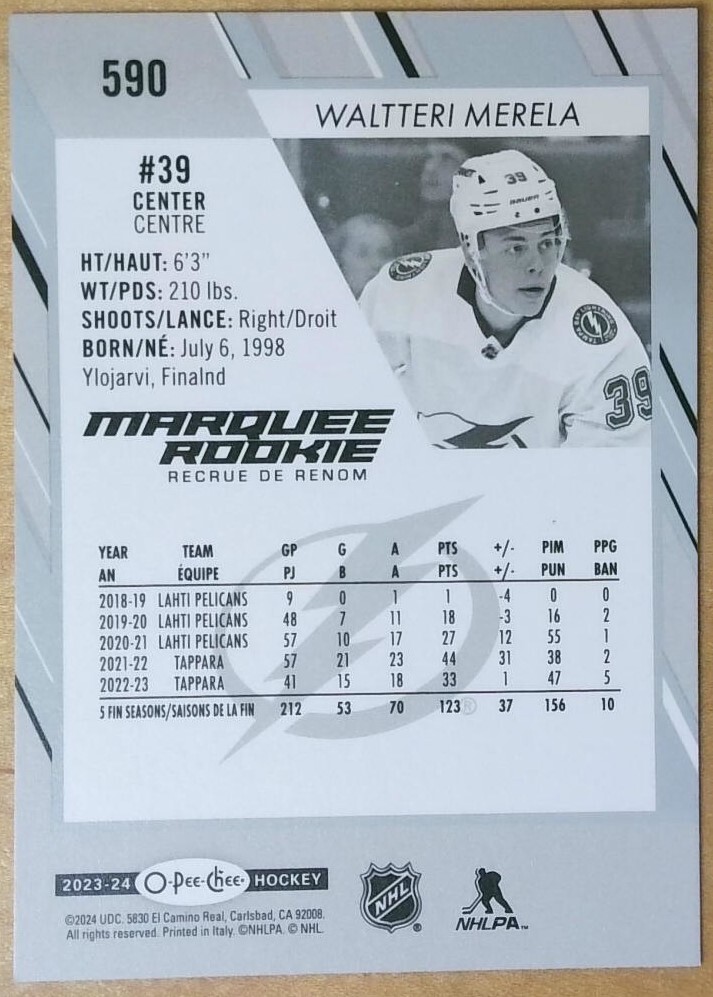 590
WALTTERI MERELA
#39
CENTER
CENTRE
HT/HAUT: 6'3"
WT/PDS: 210 lbs.
SHOOTS/LANCE: Right/Droit
BORN/NÉ: July 6, 1998
Ylojarvi, Finalnd
39
BAUER
39
MARQUEE
ROOKIE
RECRUE DE RENOM
YEAR TEAM GP G A PTS +/- PIM PPG
AN ÉQUIPE PJ B A PTS +/- PUN BAN
2018-19 LAHTI PELICANS 9 0 1 1 -4 0 0
2019-20 LAHTI PELICANS 48 7 11 18 -3 16 2
2020-21 LAHTI PELICANS 57 10 17 27 12 55 1
2021-22 TAPPARA 57 21 23 44 31 38 2
2022-23 TAPPARA 41 15 18 33 1 47 5
5 FIN SEASONS/SAISONS DE LA FIN 212 53 70 123 37 156 10
®
2023-24 O-Pee-Chee HOCKEY
©2024 UDC. 5830 El Camino Real, Carlsbad, CA 92008.
All rights reserved. Printed in Italy. ©NHLPA. © NHL.
NHL ®
NHLPA™